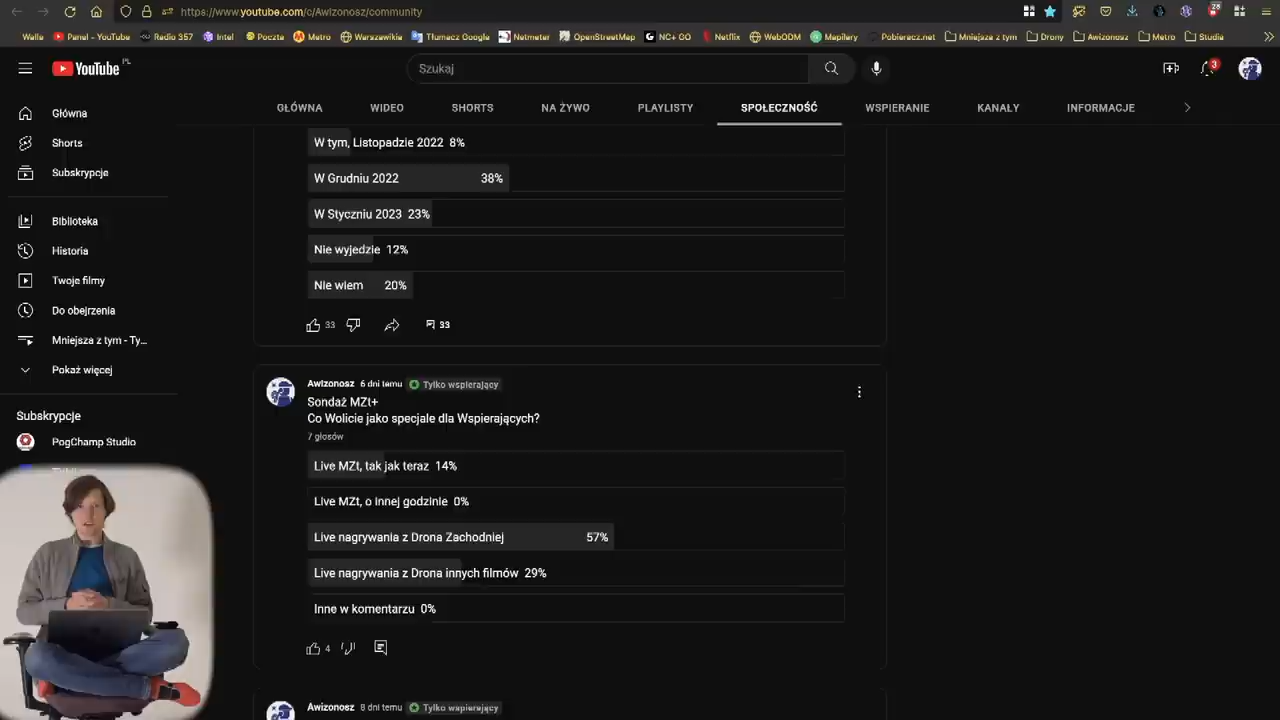 https://www.youtube.com/c/Awizonosz/community
28
Walle Panel - YouTube Radio 357 Intel Poczta Metro Warszawikia Tłumacz Google Netmeter OpenStreetMap NC+ GO Netflix WebODM Mapillery Pobieracz.net Mniejsza z tym Drony Awizonosz Metro Studia
YouTube PL
Szukaj
3
GŁÓWNA WIDEO SHORTS NA ŻYWO PLAYLISTY SPOŁECZNOŚĆ WSPIERANIE KANAŁY INFORMACJE
Główna
Shorts
Subskrypcje
Biblioteka
Historia
Twoje filmy
Do obejrzenia
Mniejsza z tym - Ty...
Pokaż więcej
Subskrypcje
PogChamp Studio
W tym, Listopadzie 2022 8%
W Grudniu 2022 38%
W Styczniu 2023 23%
Nie wyjedzie 12%
Nie wiem 20%
33 33
Awizonosz 6 dni temu Tylko wspierający
Sondaż MZt+
Co Wolicie jako specjale dla Wspierających?
7 głosów
Live MZt, tak jak teraz 14%
Live MZt, o innej godzinie 0%
Live nagrywania z Drona Zachodniej 57%
Live nagrywania z Drona innych filmów 29%
Inne w komentarzu 0%
4
Awizonosz 8 dni temu Tylko wspierający